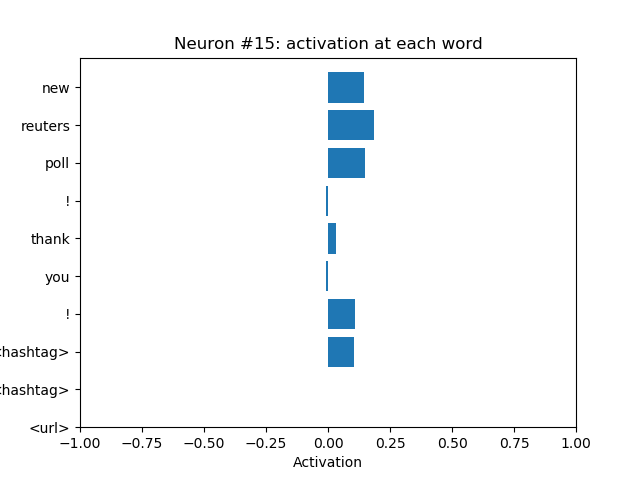 Neuron #15: activation at each word
new
reuters
poll
!
thank
you
!
hashtag>
hashtag>
<url>
−1.00 −0.75 −0.50 −0.25 0.00 0.25 0.50 0.75 1.00
Activation